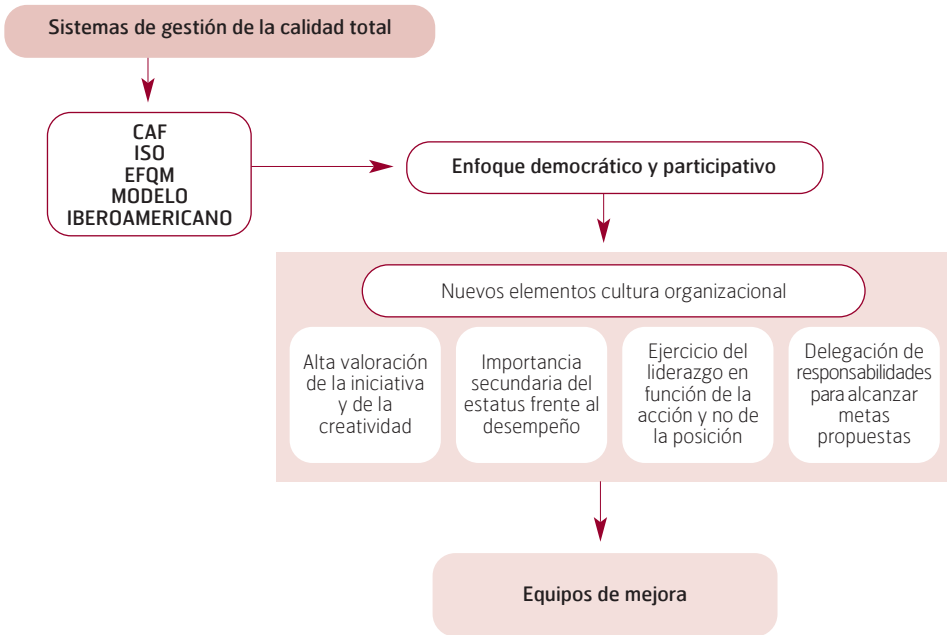 Sistemas de gestión de la calidad total
CAF
ISO
EFQM
MODELO
IBEROAMERICANO
Enfoque democrático y participativo
Nuevos elementos cultura organizacional
Alta valoración
de la iniciativa
y de la
creatividad
Importancia
secundaria del
estatus frente al
desempeño
Ejercicio del
liderazgo en
función de la
acción y no de
la posición
Delegación de
responsabilidades
para alcanzar
metas
propuestas
Equipos de mejora